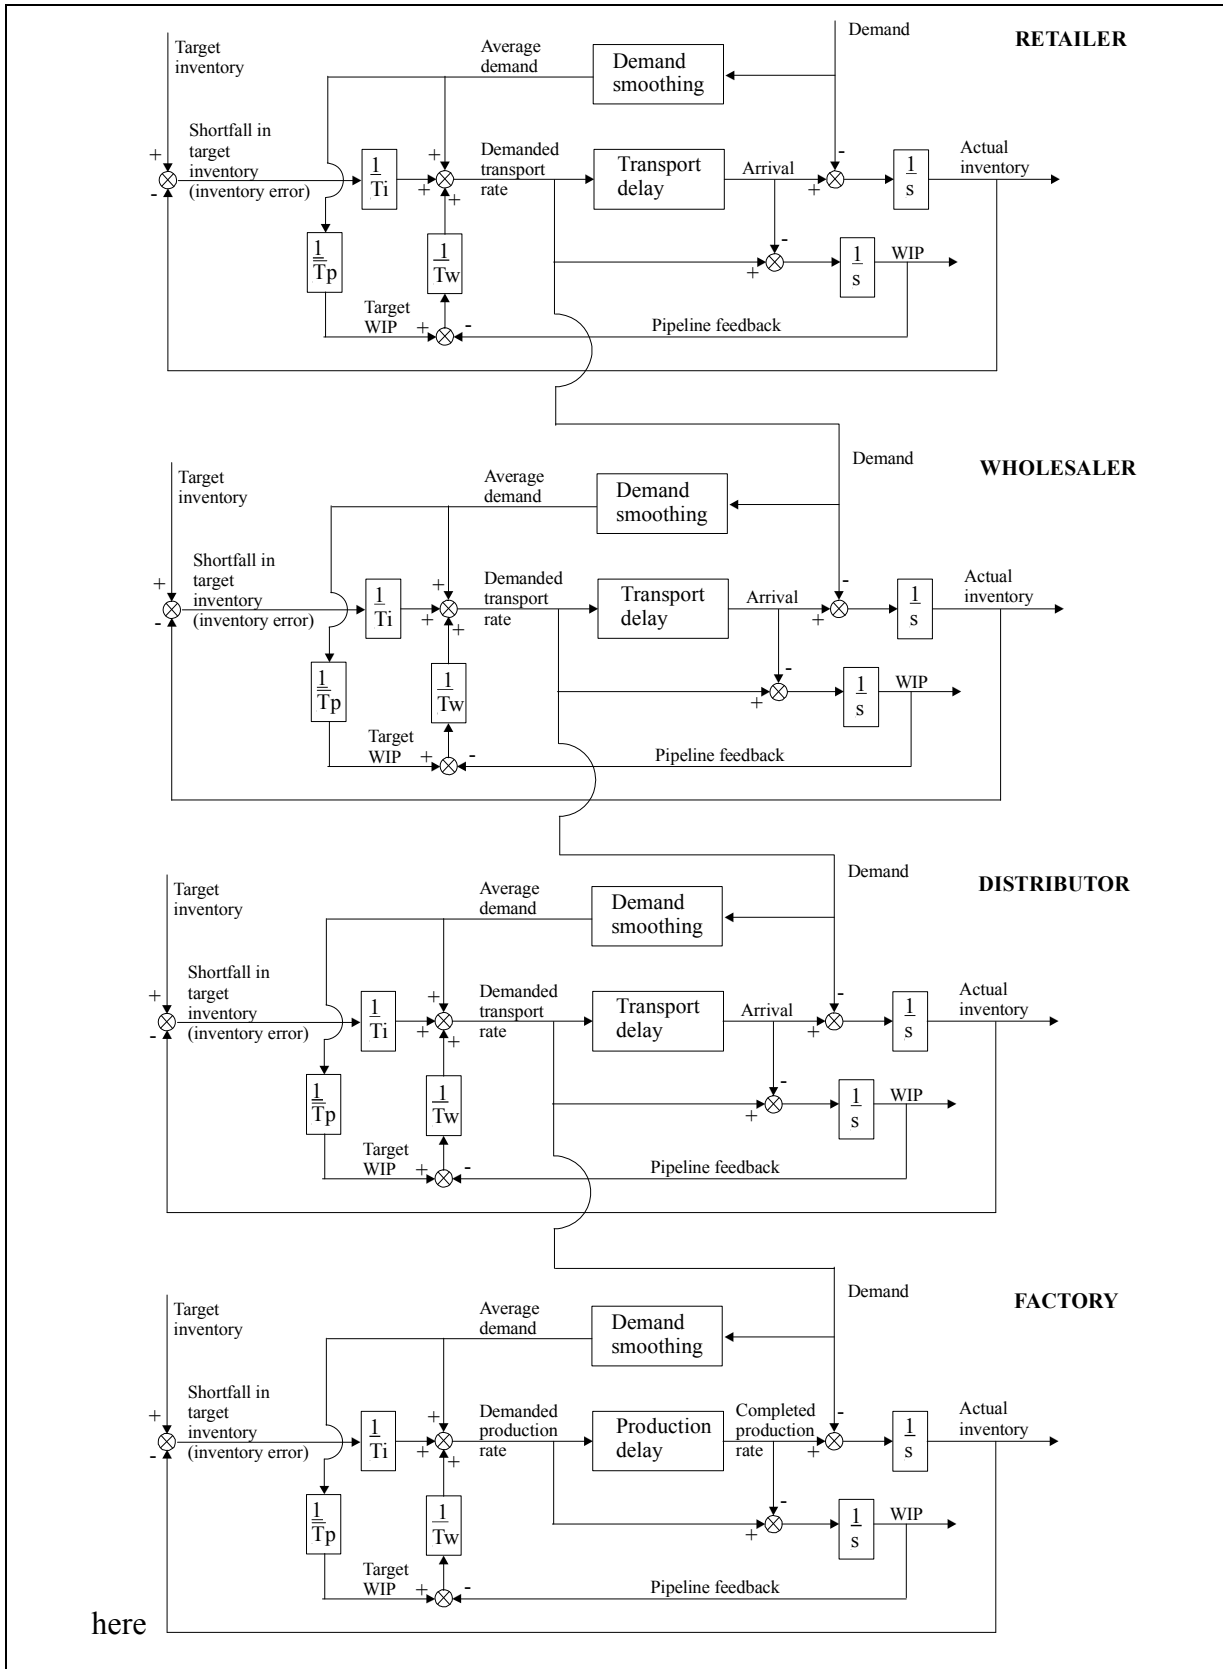 RETAILER
Demand
Target
inventory
Average
demand
Demand
smoothing
Shortfall in
target
inventory
(inventory error)
+
-
1
Ti
+
+
+
Demanded
transport
rate
Transport
delay
Arrival
-
+
1
s
Actual
inventory
1
Tp
1
Tw
-
+
1
s
WIP
Target
WIP
+
-
Pipeline feedback
WHOLESALER
Demand
Target
inventory
Average
demand
Demand
smoothing
Shortfall in
target
inventory
(inventory error)
+
-
1
Ti
+
+
+
Demanded
transport
rate
Transport
delay
Arrival
-
+
1
s
Actual
inventory
1
Tp
1
Tw
-
+
1
s
WIP
Target
WIP
+
-
Pipeline feedback
DISTRIBUTOR
Demand
Target
inventory
Average
demand
Demand
smoothing
Shortfall in
target
inventory
(inventory error)
+
-
1
Ti
+
+
+
Demanded
transport
rate
Transport
delay
Arrival
-
+
1
s
Actual
inventory
1
Tp
1
Tw
-
+
1
s
WIP
Target
WIP
+
-
Pipeline feedback
FACTORY
Demand
Target
inventory
Average
demand
Demand
smoothing
Shortfall in
target
inventory
(inventory error)
+
-
1
Ti
+
+
+
Demanded
production
rate
Production
delay
Completed
production
rate
-
+
1
s
Actual
inventory
1
Tp
1
Tw
-
+
1
s
WIP
Target
WIP
+
-
Pipeline feedback
here